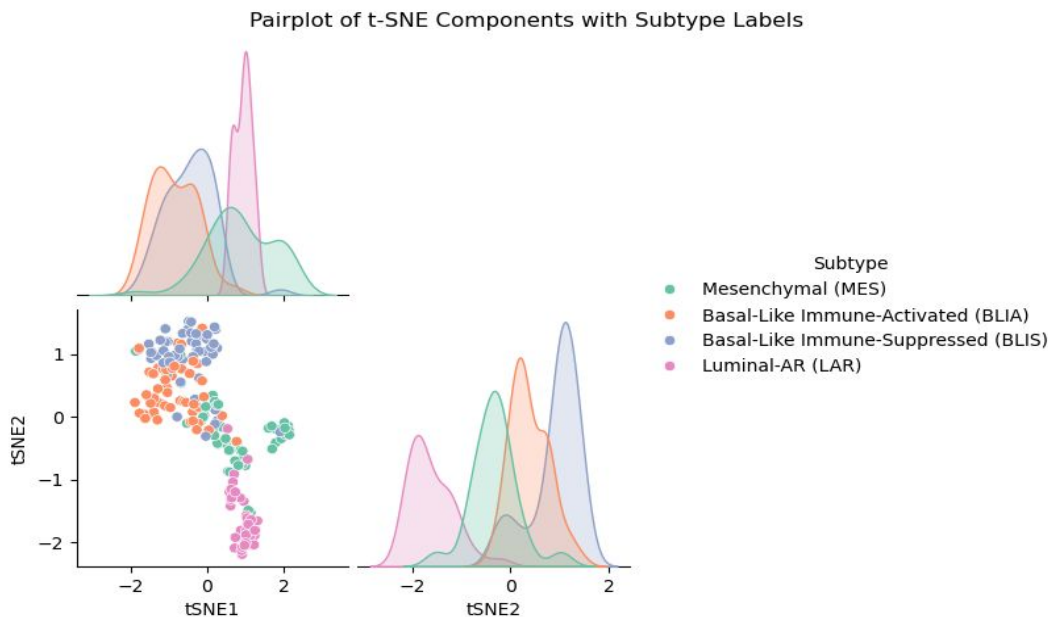 Pairplot of t-SNE Components with Subtype Labels
Subtype
Mesenchymal (MES)
Basal-Like Immune-Activated (BLIA)
Basal-Like Immune-Suppressed (BLIS)
Luminal-AR (LAR)
tSNE2
1
0
−1
−2
−2
0
2
tSNE1
−2
0
2
tSNE2